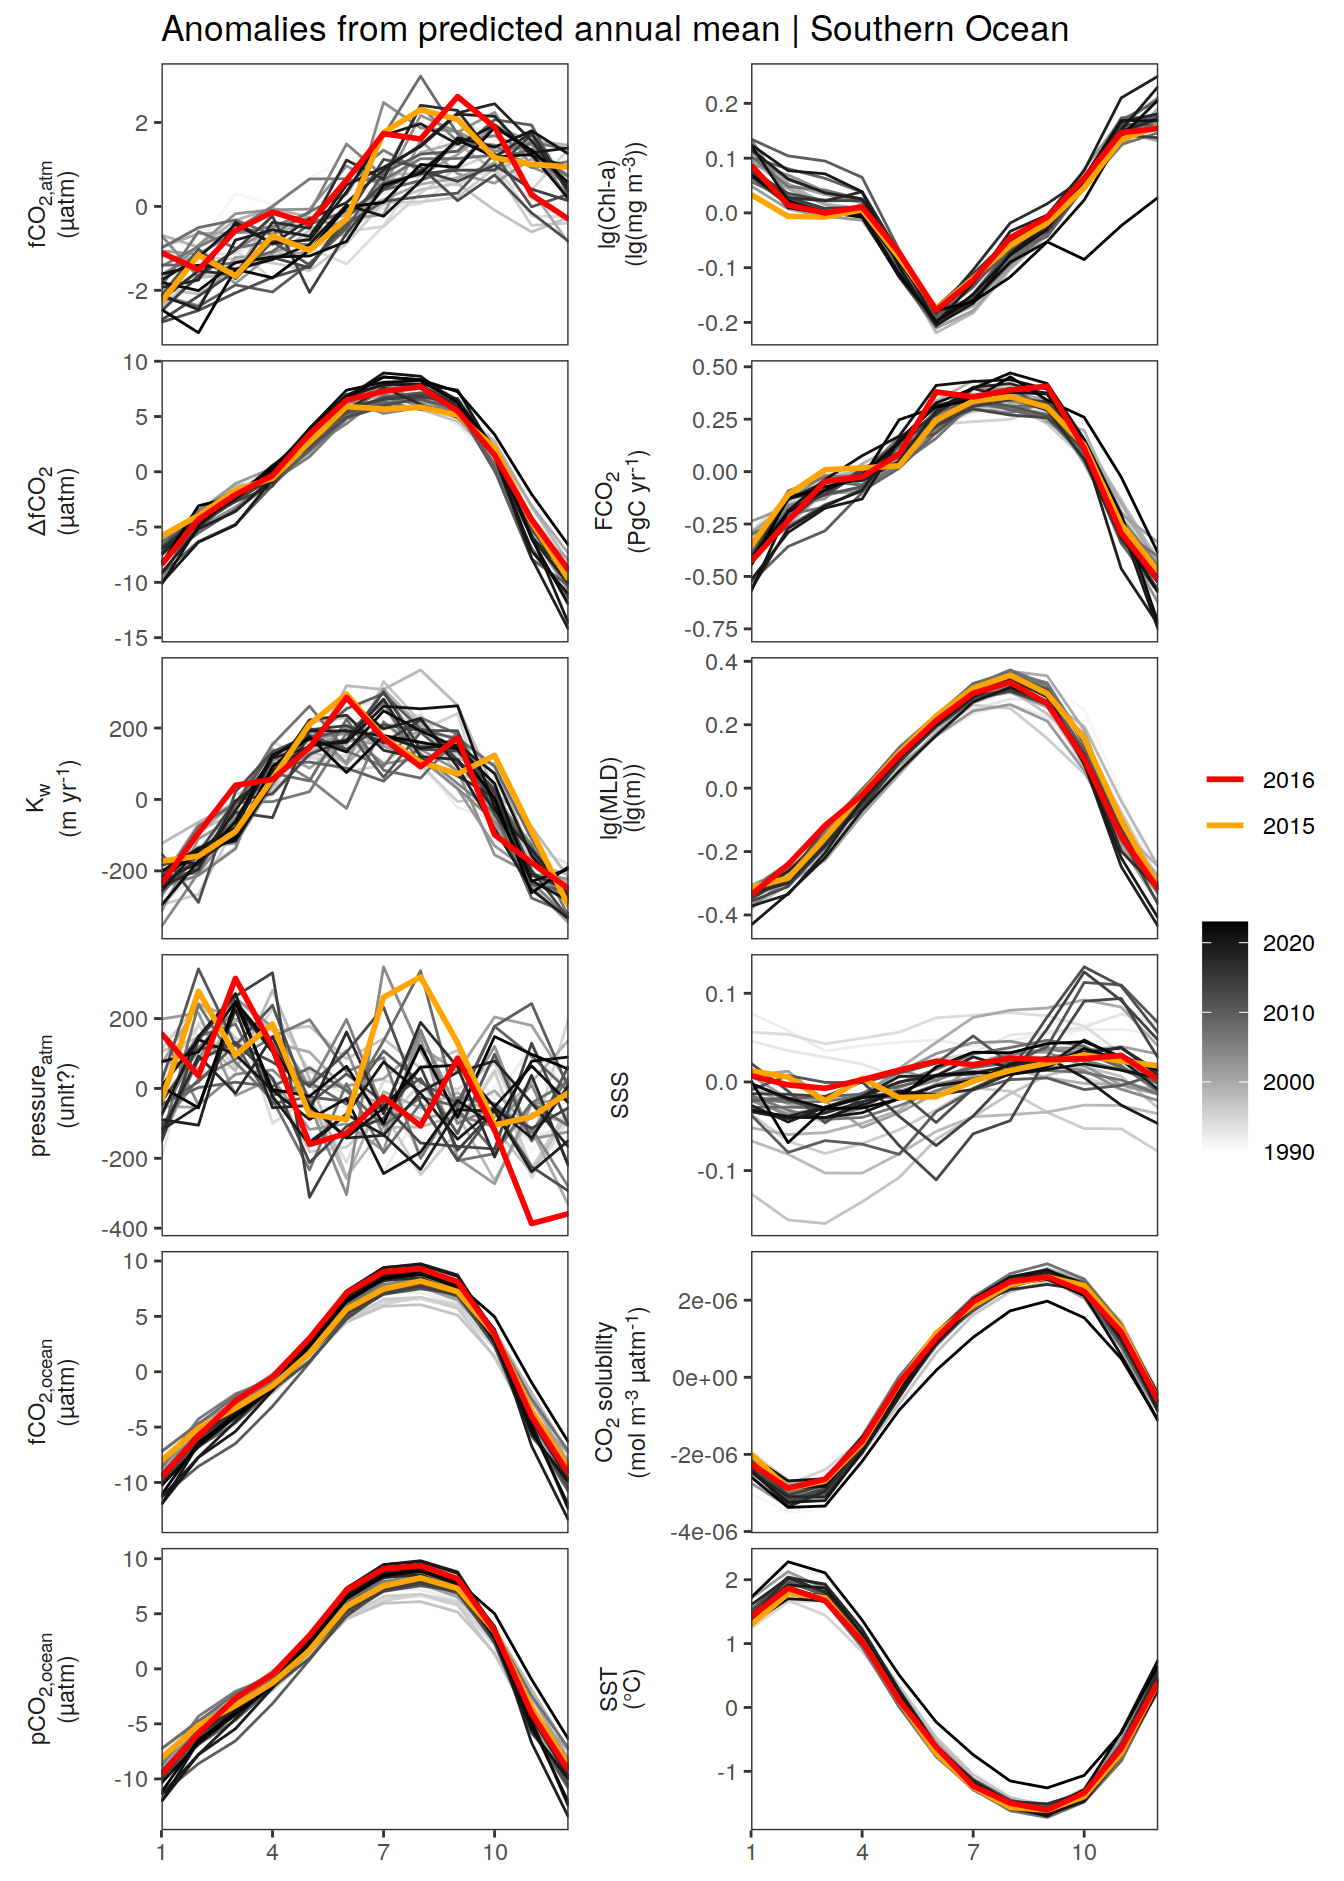 Anomalies from predicted annual mean | Southern Ocean
fCO2,atm
(µatm)
2
0
-2
lg(Chl-a)
(lg(mg m-3))
0.2
0.1
0.0
-0.1
-0.2
ΔfCO2
(µatm)
10
5
0
-5
-10
-15
FCO2
(PgC yr-1)
0.50
0.25
0.00
-0.25
-0.50
-0.75
Kw
(m yr-1)
200
0
-200
lg(MLD)
(lg(m))
0.4
0.2
0.0
-0.2
-0.4
pressureatm
(unit?)
200
0
-200
-400
SSS
0.1
0.0
-0.1
fCO2,ocean
(µatm)
10
5
0
-5
-10
CO2 solubility
(mol m-3 µatm-1)
2e-06
0e+00
-2e-06
-4e-06
pCO2,ocean
(µatm)
10
5
0
-5
-10
SST
(°C)
2
1
0
-1
1 4 7 10
1 4 7 10
2016
2015
2020
2010
2000
1990